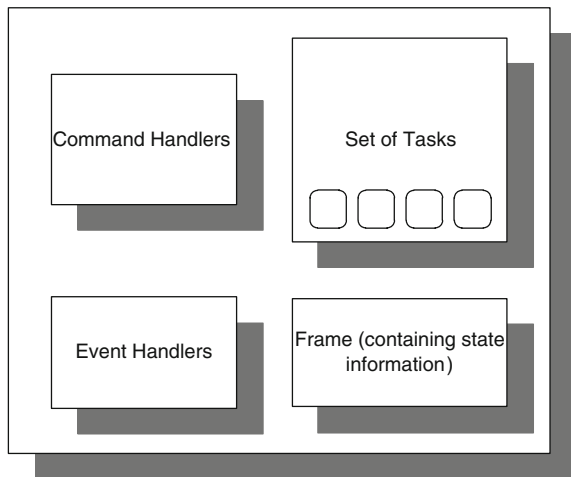 Command Handlers
Set of Tasks
Event Handlers
Frame (containing state
information)